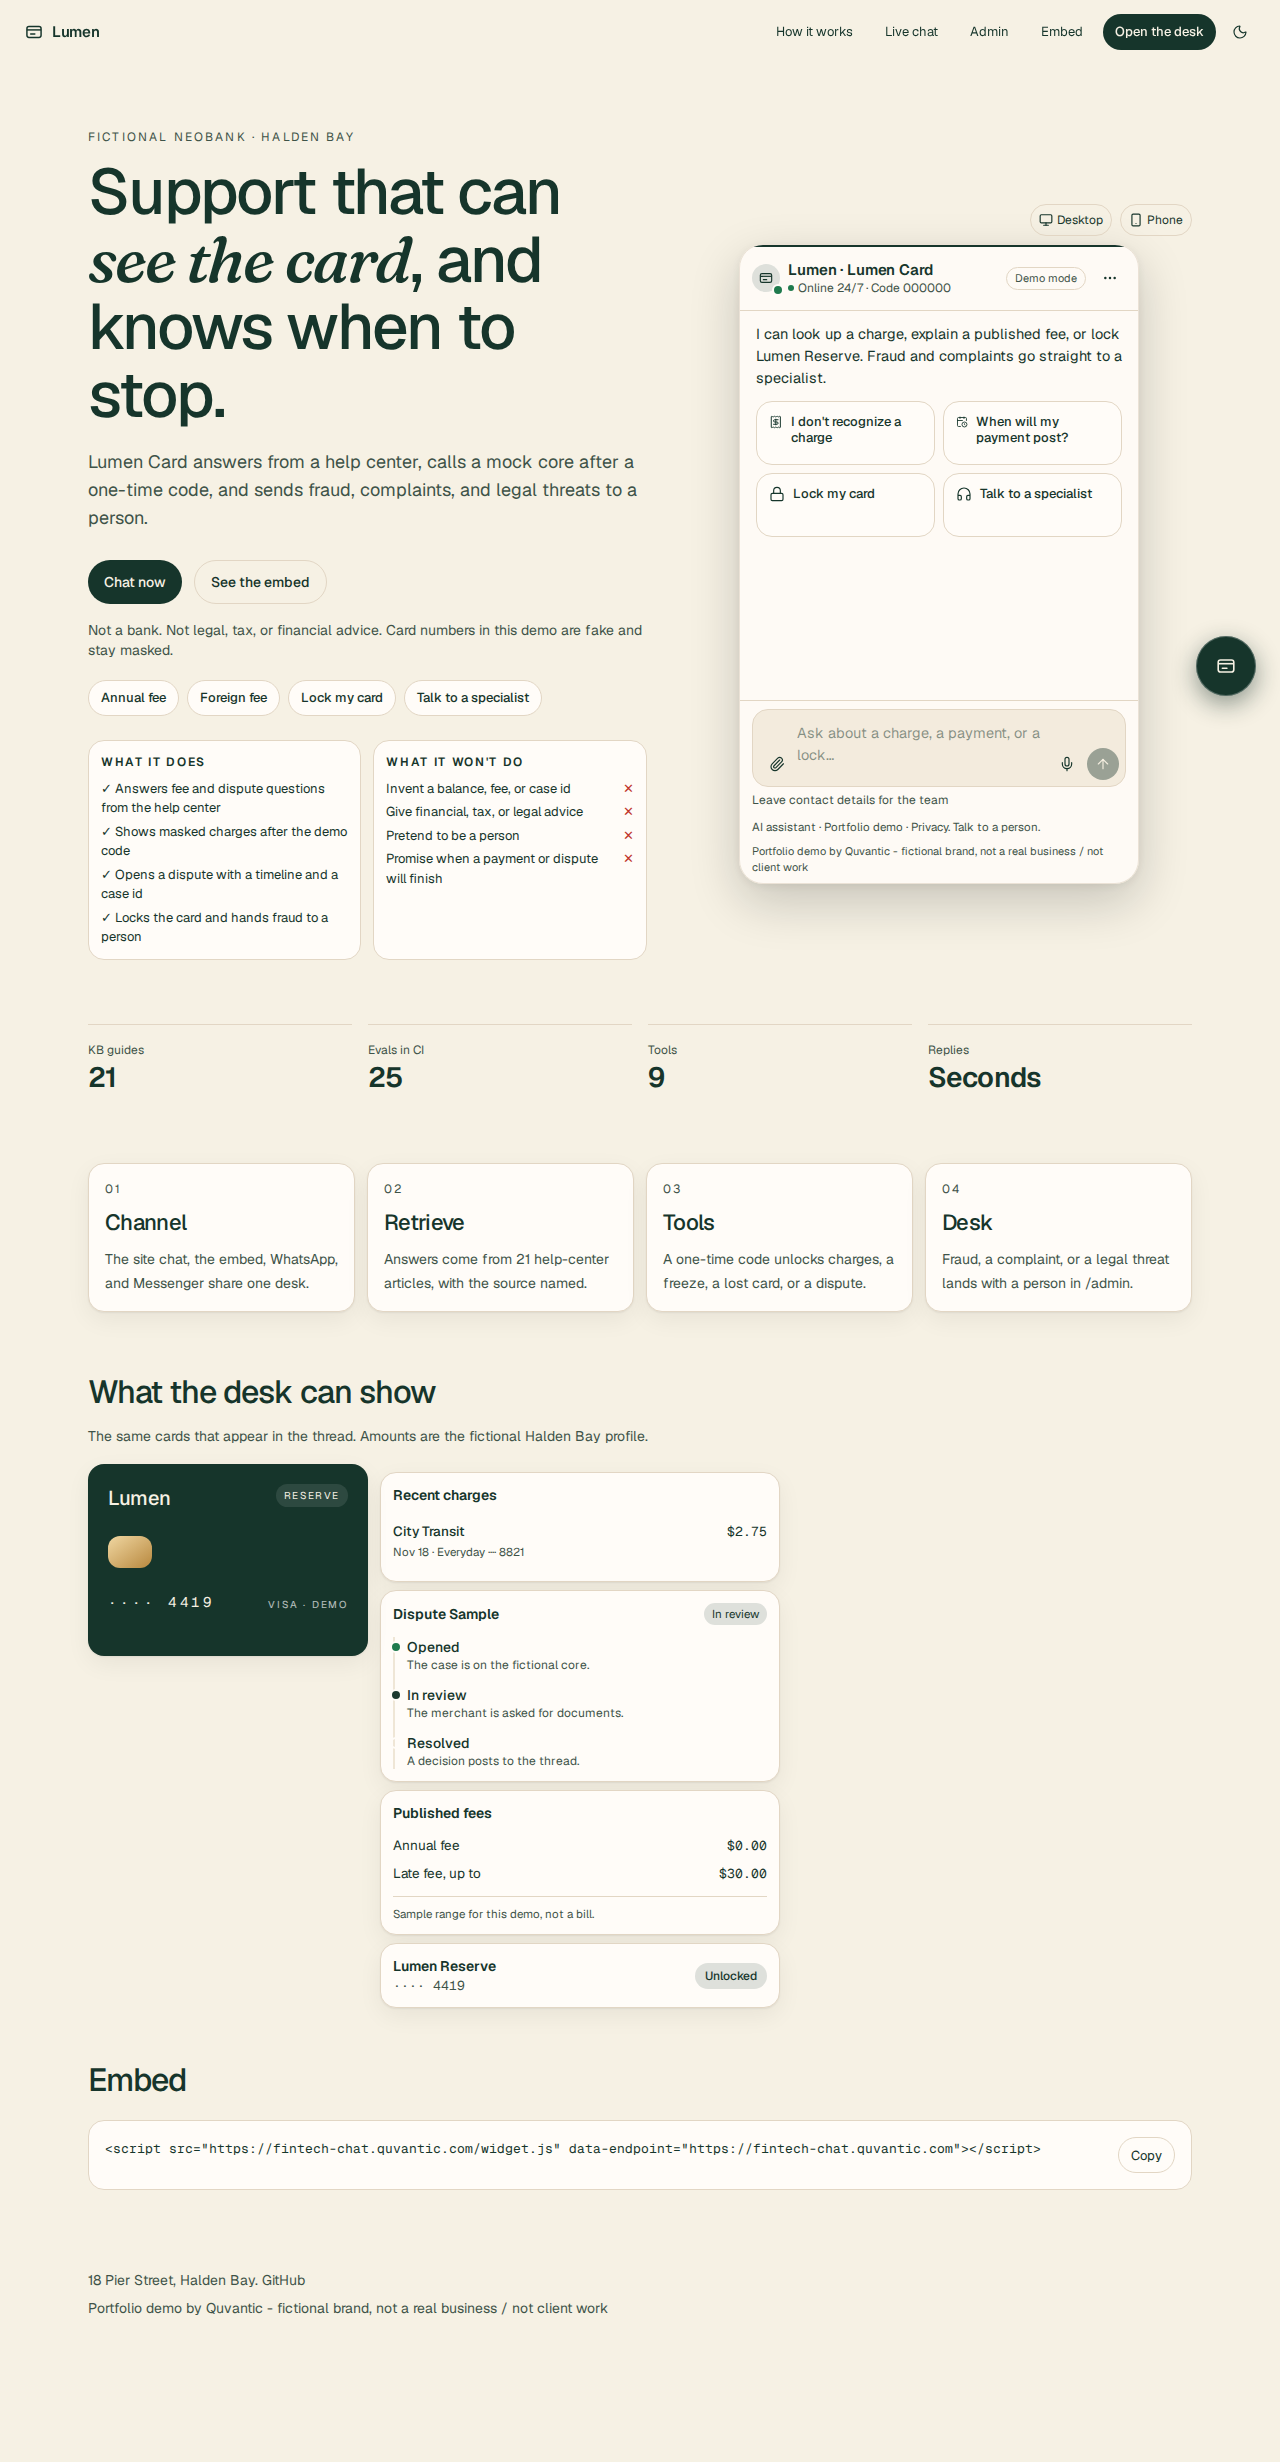 Lumen
How it works
Live chat
Admin
Embed
Open the desk
FICTIONAL NEOBANK · HALDEN BAY
Support that can
see the card, and
knows when to
stop.
Lumen Card answers from a help center, calls a mock core after a
one-time code, and sends fraud, complaints, and legal threats to a
person.
Chat now
See the embed
Not a bank. Not legal, tax, or financial advice. Card numbers in this demo are fake and
stay masked.
Annual fee
Foreign fee
Lock my card
Talk to a specialist
WHAT IT DOES
✓ Answers fee and dispute questions
from the help center
✓ Shows masked charges after the demo
code
✓ Opens a dispute with a timeline and a
case id
✓ Locks the card and hands fraud to a
person
WHAT IT WON'T DO
Invent a balance, fee, or case id ✕
Give financial, tax, or legal advice ✕
Pretend to be a person ✕
Promise when a payment or dispute ✕
will finish
Desktop
Phone
Lumen · Lumen Card
Online 24/7 · Code 000000
Demo mode
I can look up a charge, explain a published fee, or lock
Lumen Reserve. Fraud and complaints go straight to a
specialist.
I don't recognize a
charge
When will my
payment post?
Lock my card
Talk to a specialist
Ask about a charge, a payment, or a
lock...
Leave contact details for the team
AI assistant · Portfolio demo · Privacy. Talk to a person.
Portfolio demo by Quvantic - fictional brand, not a real business / not
client work
KB guides
21
Evals in CI
25
Tools
9
Replies
Seconds
01
Channel
The site chat, the embed, WhatsApp,
and Messenger share one desk.
02
Retrieve
Answers come from 21 help-center
articles, with the source named.
03
Tools
A one-time code unlocks charges, a
freeze, a lost card, or a dispute.
04
Desk
Fraud, a complaint, or a legal threat
lands with a person in /admin.
What the desk can show
The same cards that appear in the thread. Amounts are the fictional Halden Bay profile.
Lumen
RESERVE
···· 4419
VISA · DEMO
Recent charges
City Transit $2.75
Nov 18 · Everyday ···· 8821
Dispute Sample
In review
Opened
The case is on the fictional core.
In review
The merchant is asked for documents.
Resolved
A decision posts to the thread.
Published fees
Annual fee $0.00
Late fee, up to $30.00
Sample range for this demo, not a bill.
Lumen Reserve
···· 4419
Unlocked
Embed
<script src="https://fintech-chat.quvantic.com/widget.js" data-endpoint="https://fintech-chat.quvantic.com"></script>
Copy
18 Pier Street, Halden Bay. GitHub
Portfolio demo by Quvantic - fictional brand, not a real business / not client work